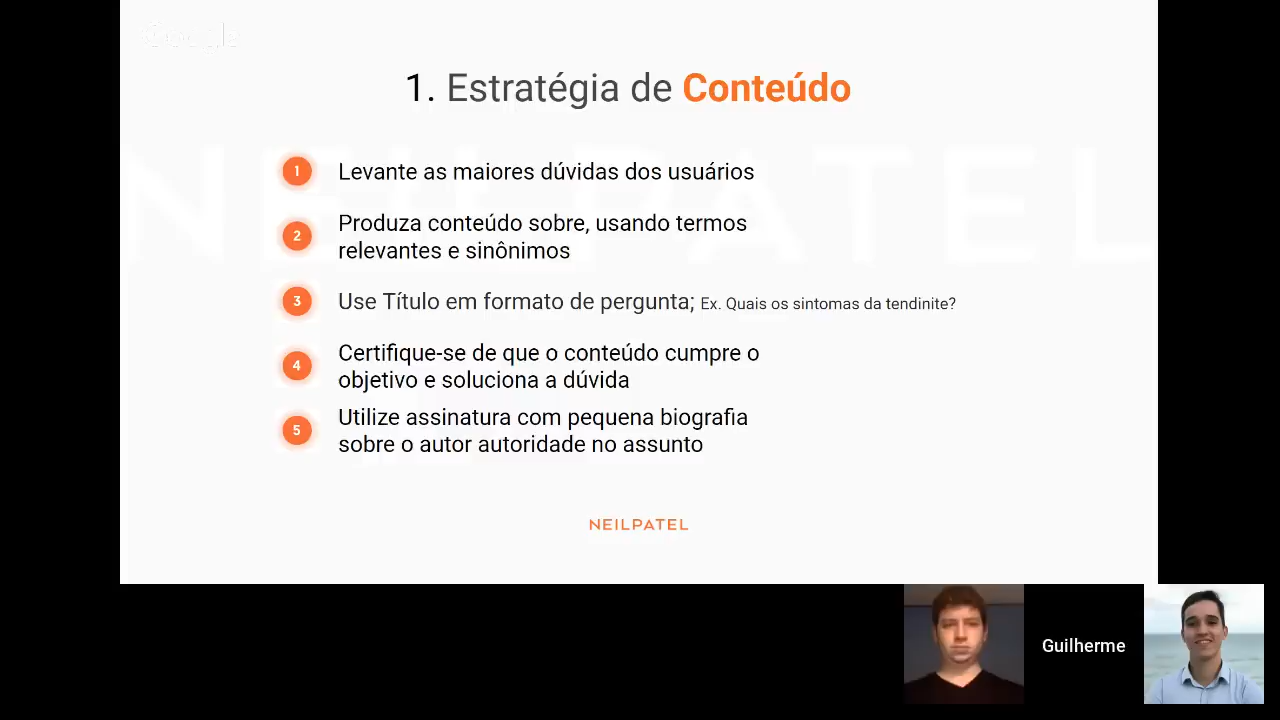 1. Estratégia de Conteúdo
1 Levante as maiores dúvidas dos usuários
2 Produza conteúdo sobre, usando termos
relevantes e sinônimos
3 Use Título em formato de pergunta; Ex. Quais os sintomas da tendinite?
4 Certifique-se de que o conteúdo cumpre o
objetivo e soluciona a dúvida
5 Utilize assinatura com pequena biografia
sobre o autor autoridade no assunto
NEIL PATEL
NEILPATEL
Guilherme